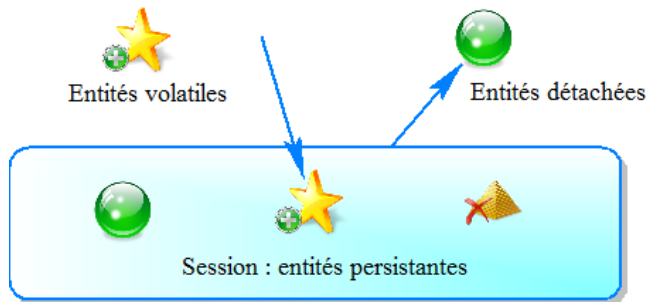 Entités volatiles
Entités détachées
Session : entités persistantes